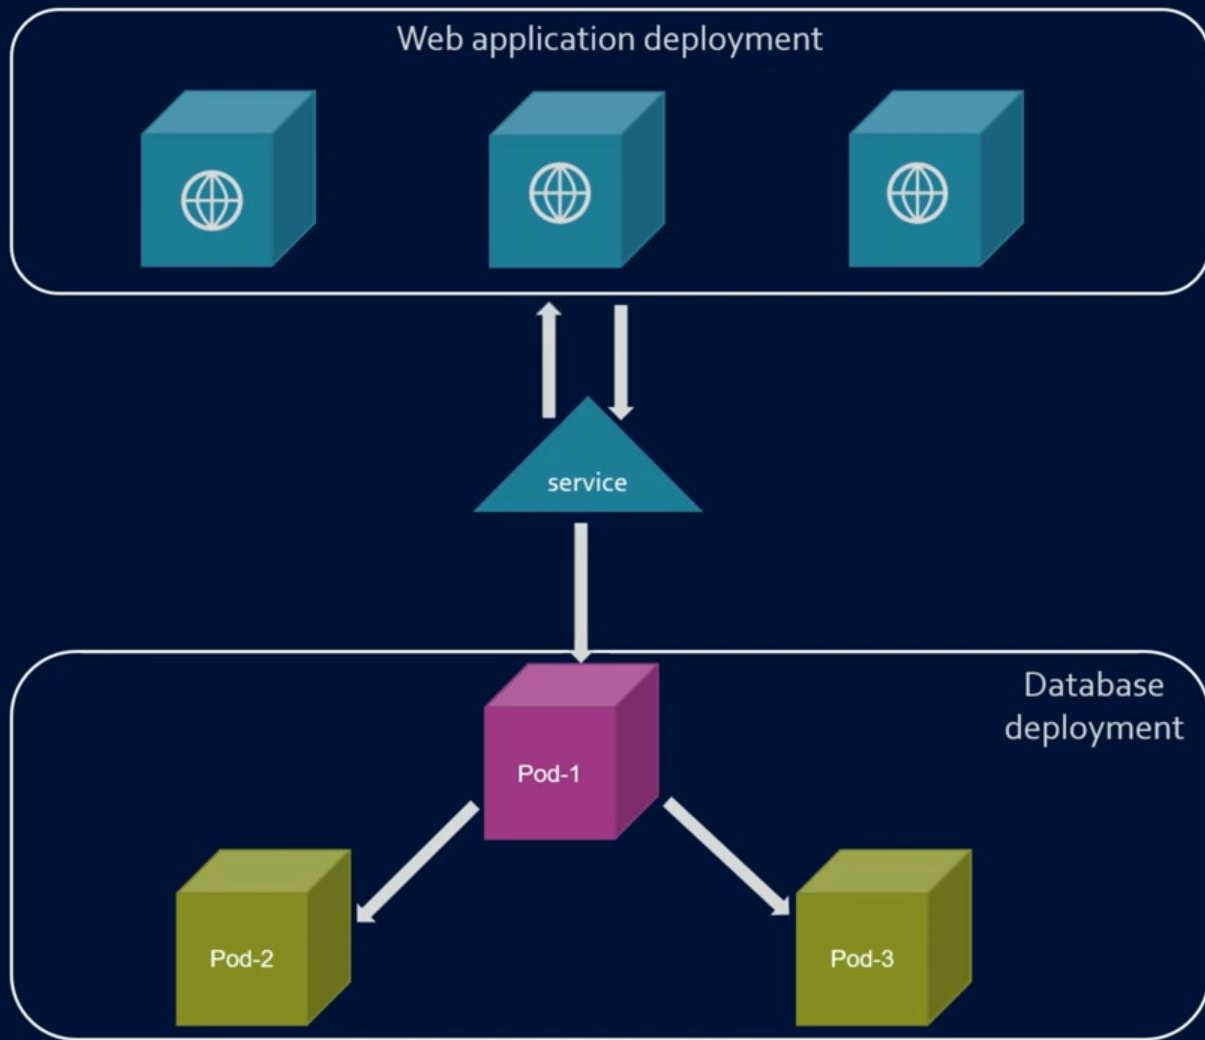 Web application deployment
service
Database
deployment
Pod-1
Pod-2
Pod-3